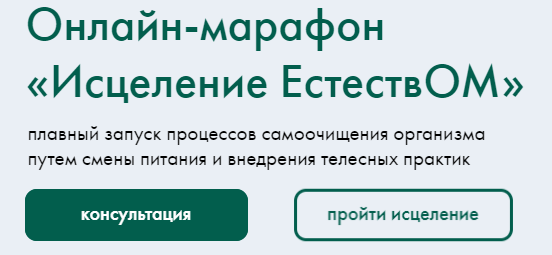 Онлайн-марафон
«Исцеление ЕстествОМ»
плавный запуск процессов самоочищения организма
путем смены питания и внедрения телесных практик
консультация
пройти исцеление